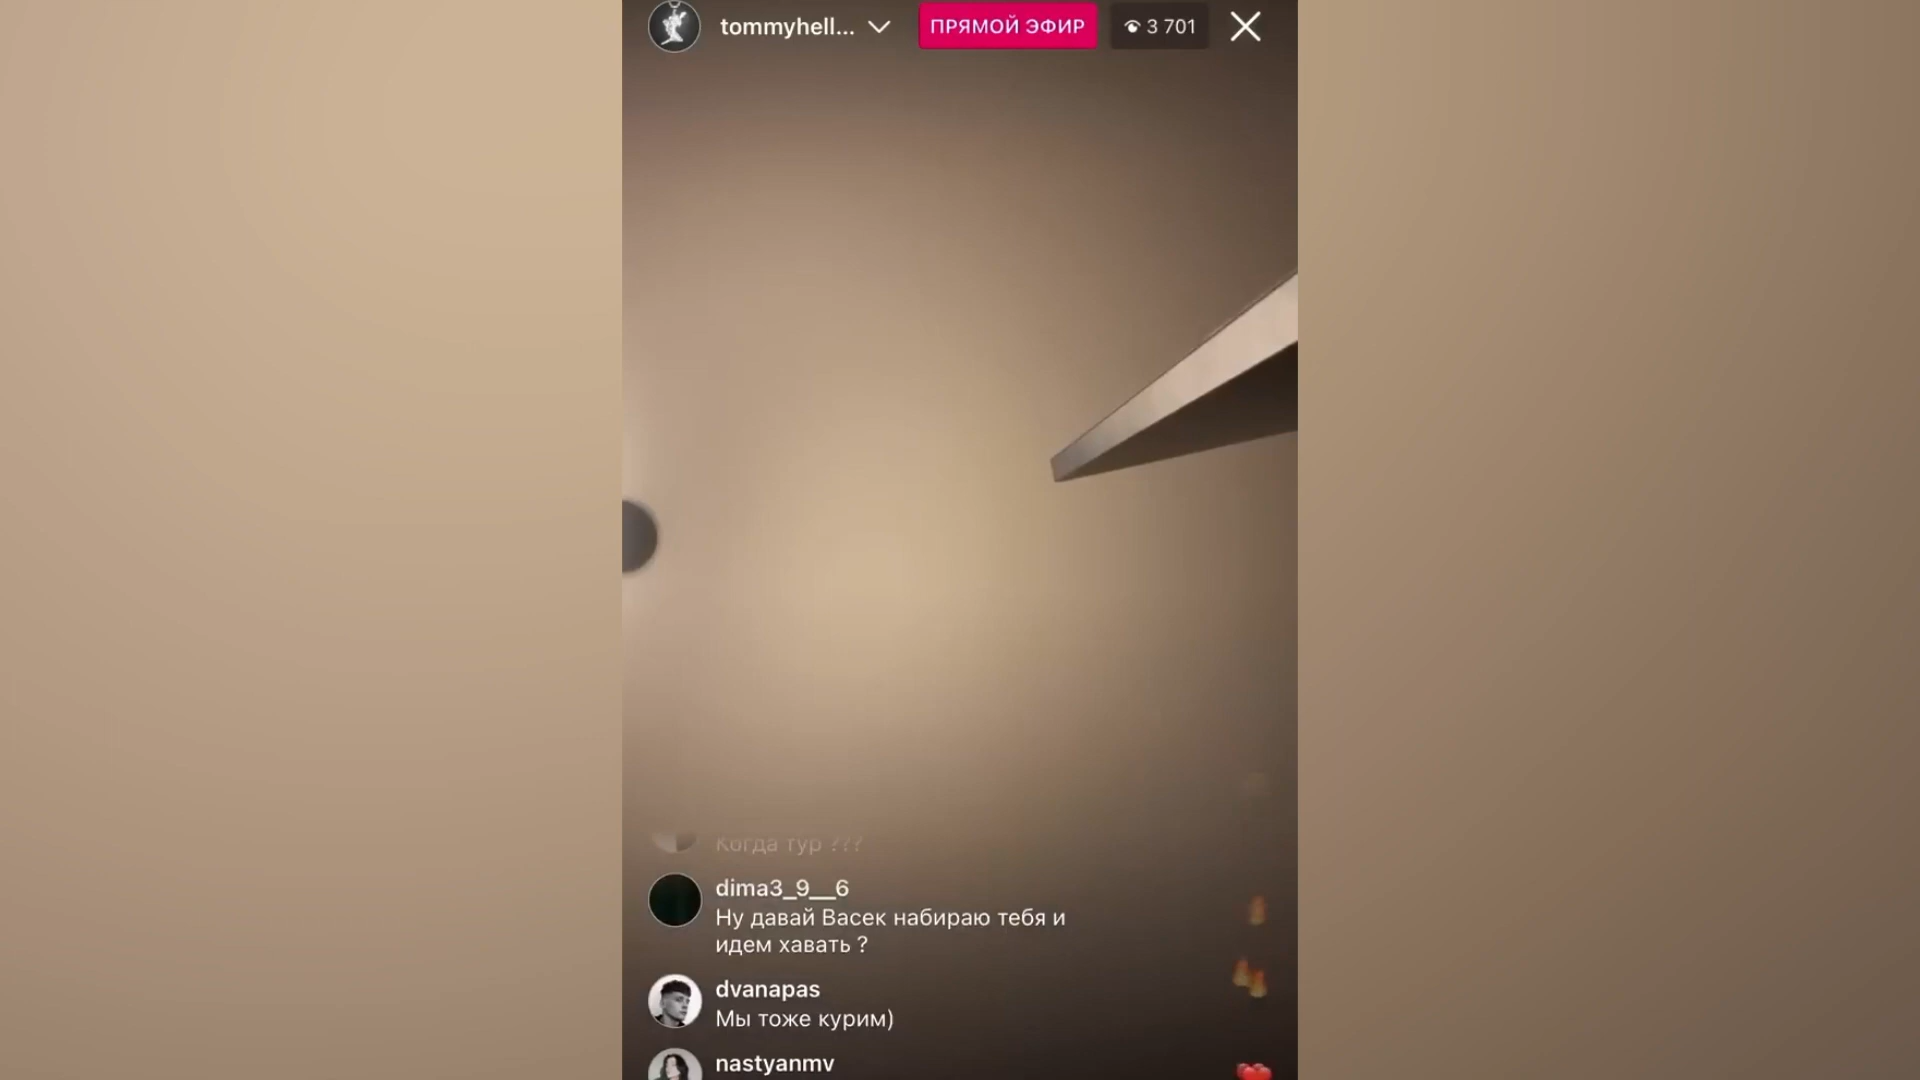 tommyhell...
ПРЯМОЙ ЭФИР
3 701
Когда тур ???
dima3_9__6
Ну давай Васек набираю тебя и
идем хавать ?
dvanapas
Мы тоже курим)
nastyanmv